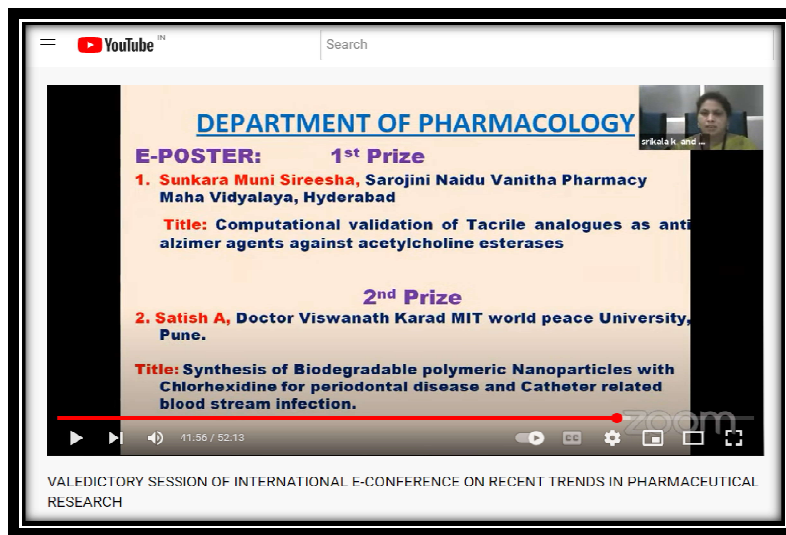 YouTube IN
Search
DEPARTMENT OF PHARMACOLOGY
srikala k and ...
E-POSTER: 1st Prize
1. Sunkara Muni Sireesha, Sarojini Naidu Vanitha Pharmacy
Maha Vidyalaya, Hyderabad
Title: Computational validation of Tacrile analogues as anti
alzimer agents against acetylcholine esterases
2nd Prize
2. Satish A, Doctor Viswanath Karad MIT world peace University,
Pune.
Title: Synthesis of Biodegradable polymeric Nanoparticles with
Chlorhexidine for periodontal disease and Catheter related
blood stream infection.
zoom
41:56 / 52:13
CC
VALEDICTORY SESSION OF INTERNATIONAL E-CONFERENCE ON RECENT TRENDS IN PHARMACEUTICAL
RESEARCH